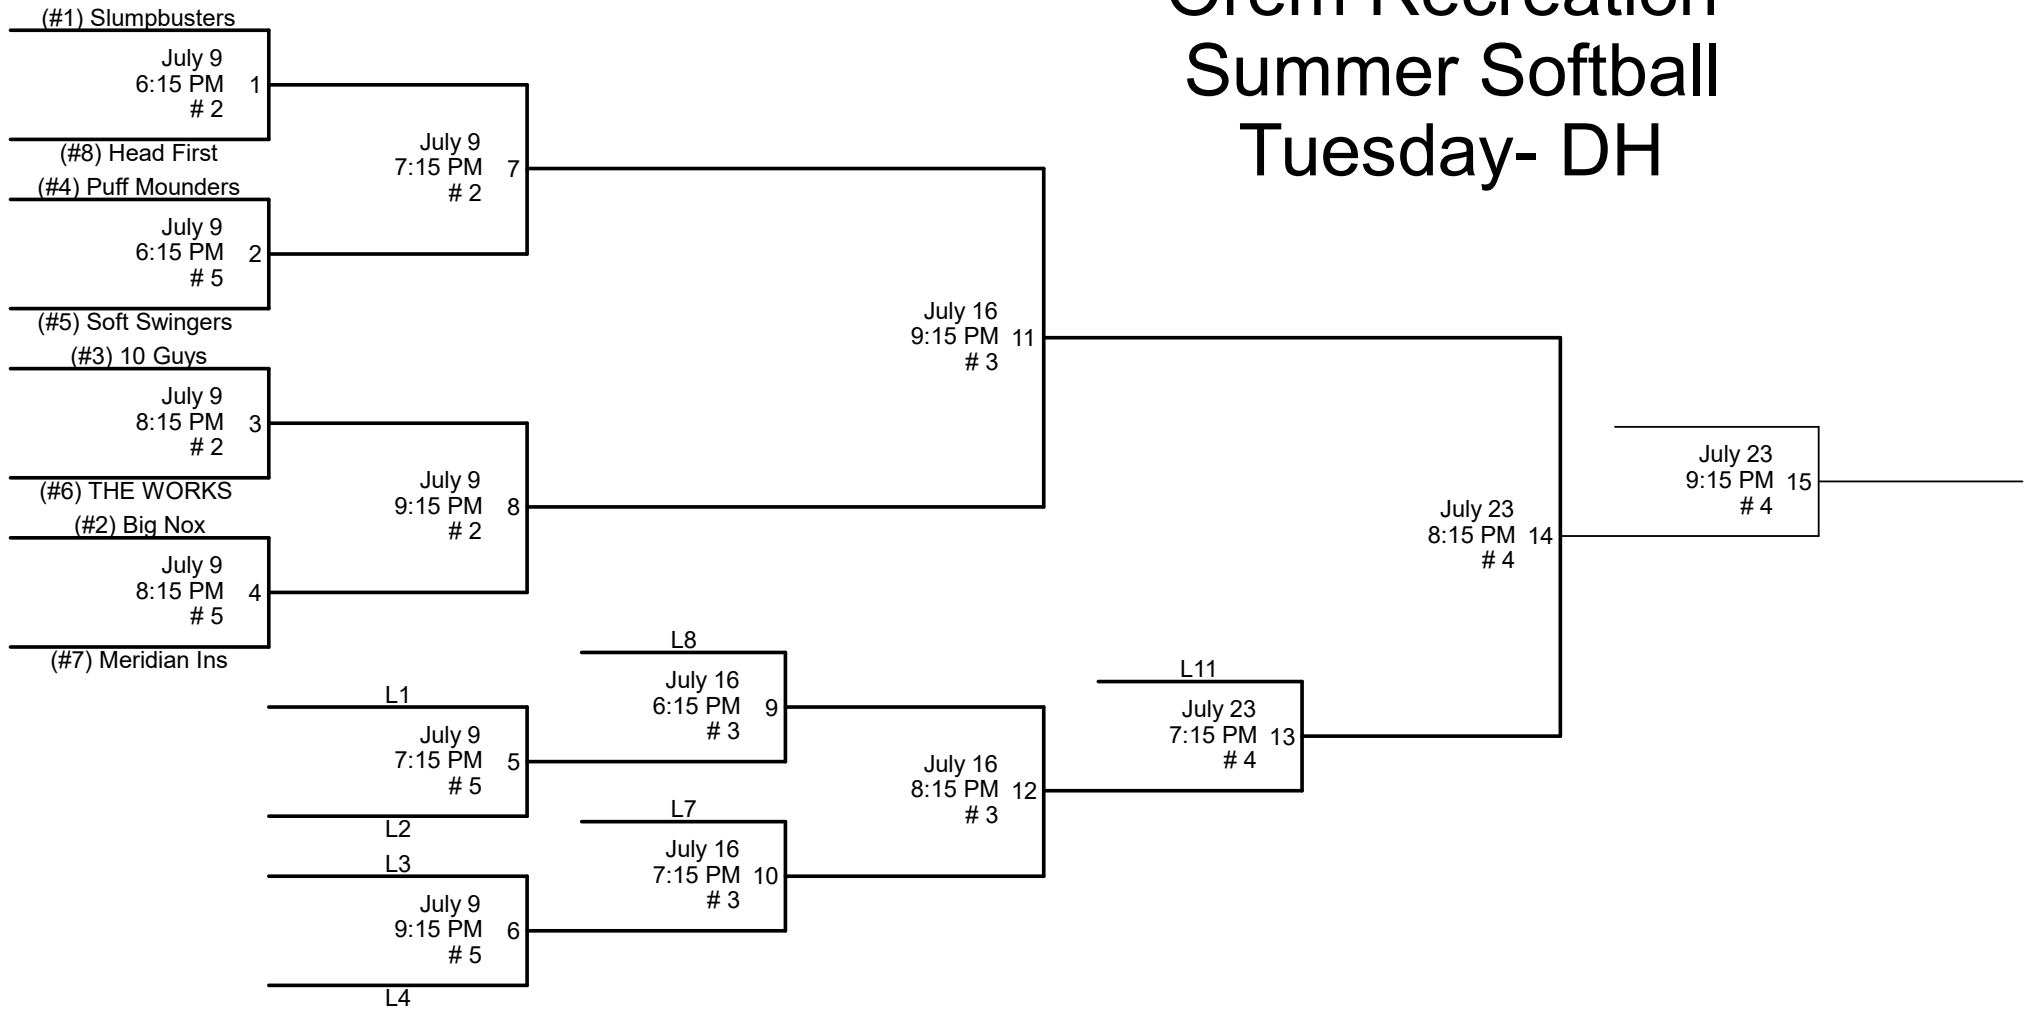 Orem Recreation
Summer Softball
Tuesday- DH
(#1) Slumpbusters
July 9
6:15 PM 1
# 2
(#8) Head First
(#4) Puff Mounders
July 9
6:15 PM 2
# 5
(#5) Soft Swingers
(#3) 10 Guys
July 9
8:15 PM 3
# 2
(#6) THE WORKS
(#2) Big Nox
July 9
8:15 PM 4
# 5
(#7) Meridian Ins
July 9
7:15 PM 7
# 2
July 9
9:15 PM 8
# 2
L1
July 9
7:15 PM 5
# 5
L2
L3
July 9
9:15 PM 6
# 5
L4
L8
July 16
6:15 PM 9
# 3
L7
July 16
7:15 PM 10
# 3
July 16
9:15 PM 11
# 3
July 16
8:15 PM 12
# 3
L11
July 23
7:15 PM 13
# 4
July 23
8:15 PM 14
# 4
July 23
9:15 PM 15
# 4